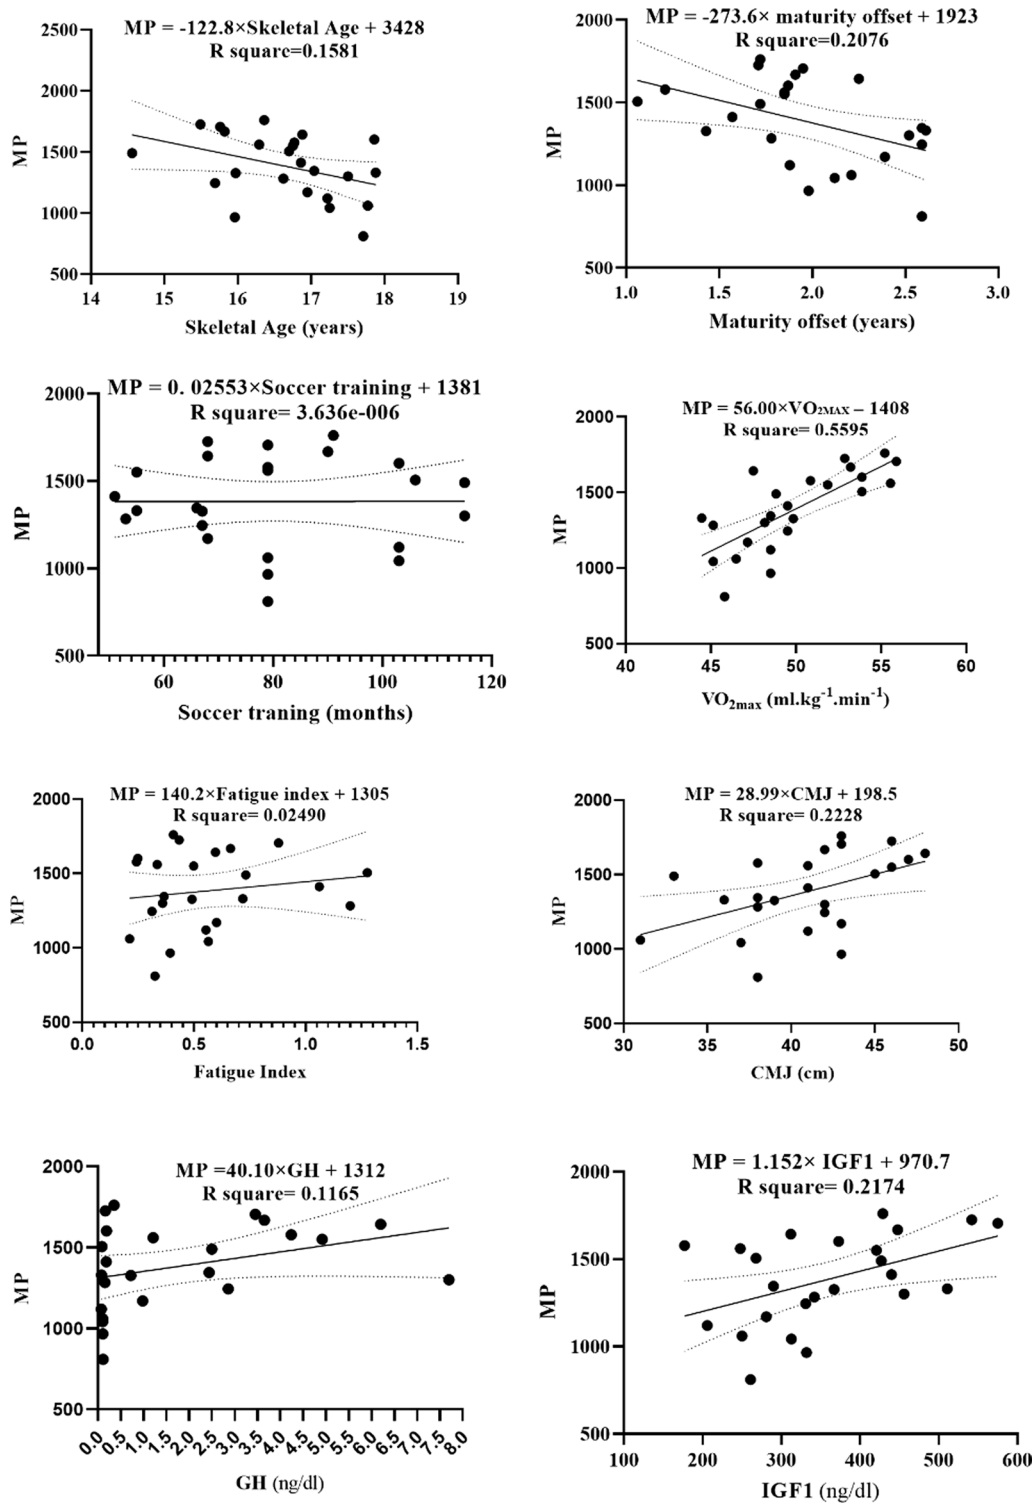 MP = -122.8×Skeletal Age + 3428
R square=0.1581
2500
2000
1500
1000
500
MP
14 15 16 17 18 19
Skeletal Age (years)
MP = -273.6× maturity offset + 1923
R square=0.2076
2000
1500
1000
500
MP
1.0 1.5 2.0 2.5 3.0
Maturity offset (years)
MP = 0. 02553×Soccer training + 1381
R square= 3.636e-006
2000
1500
1000
500
MP
60 80 100 120
Soccer traning (months)
MP = 56.00×VO2MAX – 1408
R square= 0.5595
2000
1500
1000
500
MP
40 45 50 55 60
VO2max (ml.kg-1.min-1)
MP = 140.2×Fatigue index + 1305
R square= 0.02490
2000
1500
1000
500
MP
0.0 0.5 1.0 1.5
Fatigue Index
MP = 28.99×CMJ + 198.5
R square= 0.2228
2000
1500
1000
500
MP
30 35 40 45 50
CMJ (cm)
MP =40.10×GH + 1312
R square= 0.1165
2000
1500
1000
500
MP
0.0 0.5 1.0 1.5 2.0 2.5 3.0 3.5 4.0 4.5 5.0 5.5 6.0 6.5 7.0 7.5 8.0
GH (ng/dl)
MP = 1.152× IGF1 + 970.7
R square= 0.2174
2000
1500
1000
500
MP
100 200 300 400 500 600
IGF1 (ng/dl)